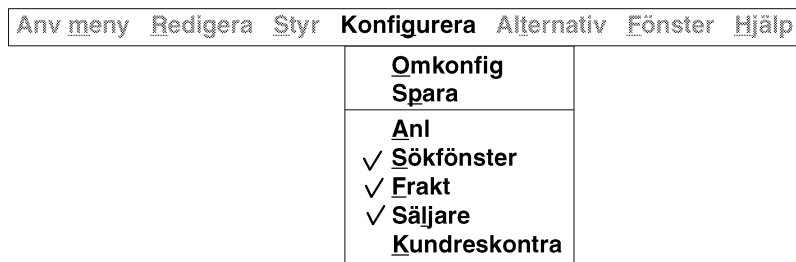 Anv meny Redigera Styr Konfigurera Alternativ Fönster Hjälp
Omkonfig
Spara
Anl
✓ Sökfönster
✓ Frakt
✓ Säljare
Kundreskontra